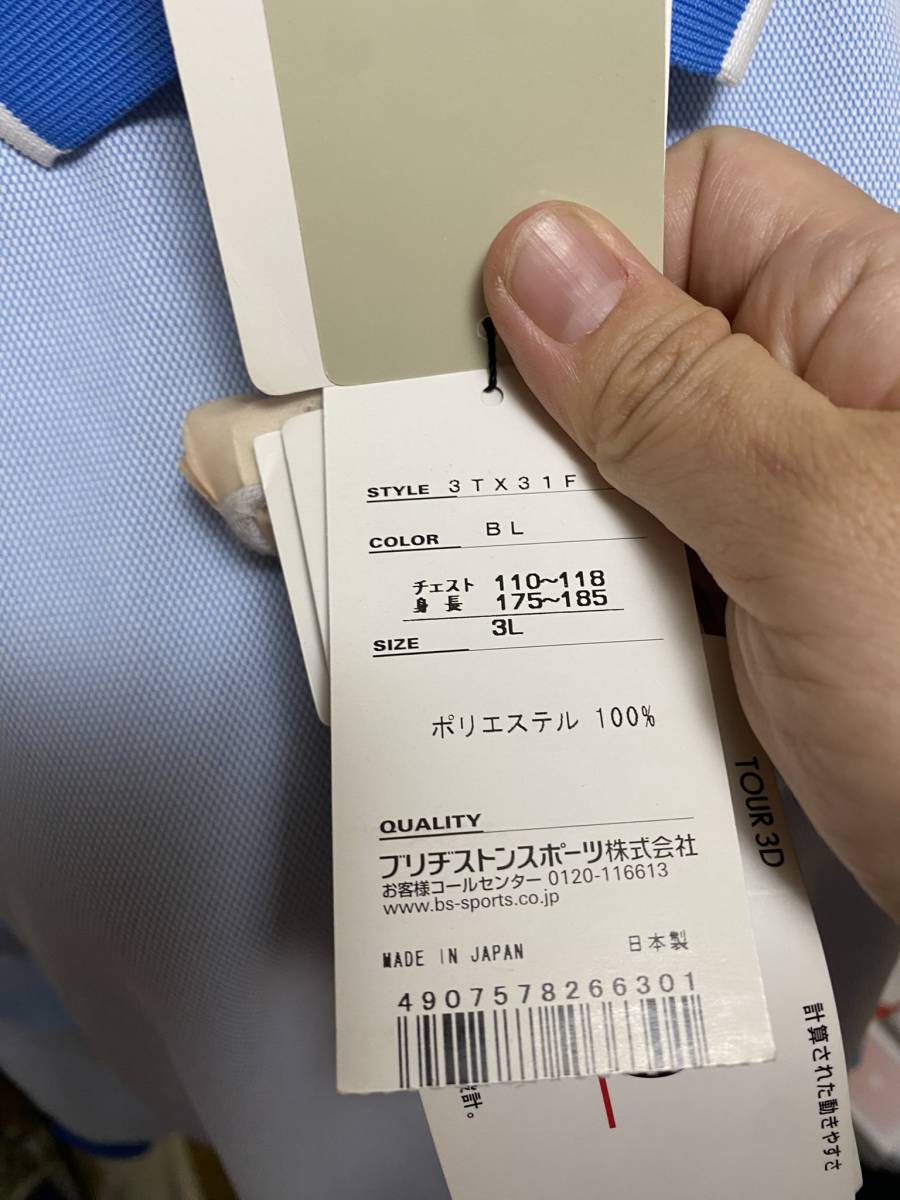 STYLE 3TX31F
COLOR BL
チェスト 110~118
身長 175~185
SIZE 3L
ポリエステル 100%
QUALITY
ブリヂストンスポーツ株式会社
お客様コールセンター 0120-116613
www.bs-sports.co.jp
MADE IN JAPAN 日本製
4907578266301
TOUR 3D
計算された動きやすさ
計。